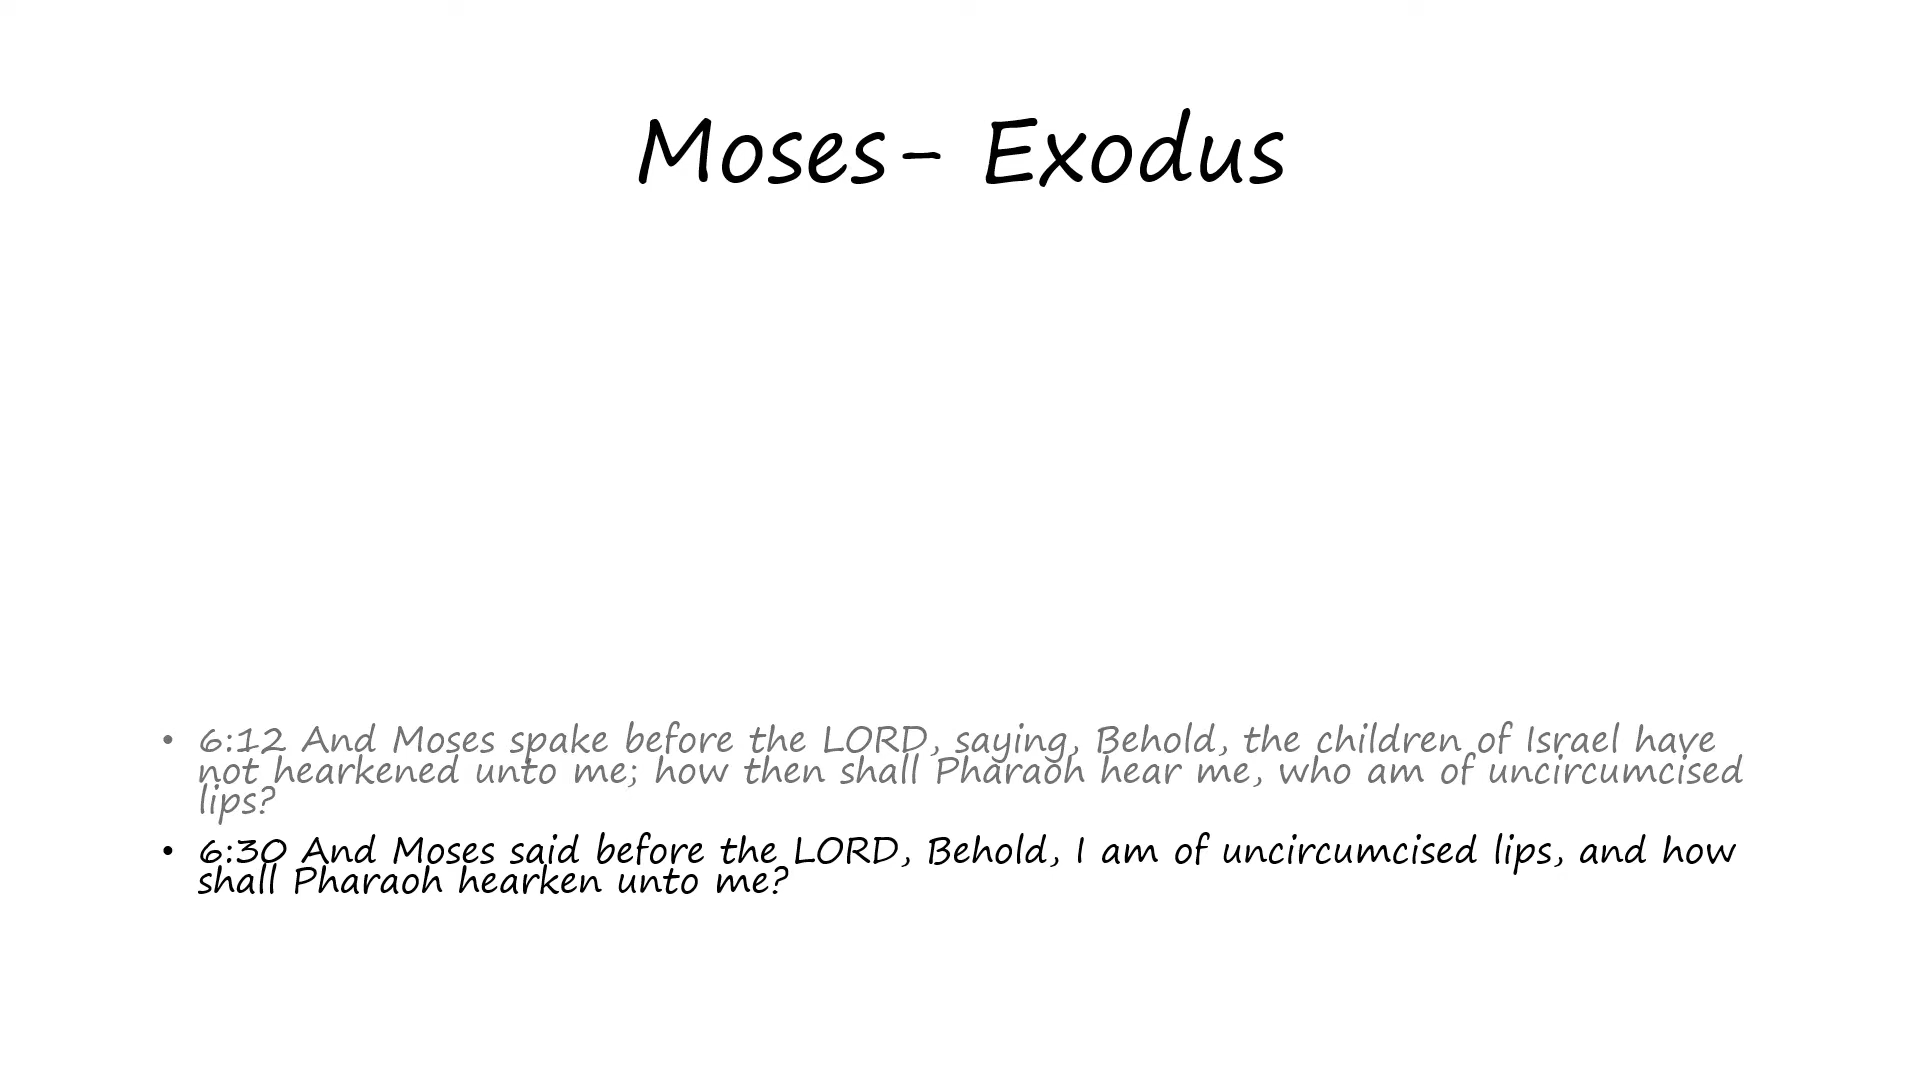 Moses- Exodus
• 6:12 And Moses spake before the LORD, saying, Behold, the children of Israel have
not hearkened unto me; how then shall Pharaoh hear me, who am of uncircumcised
lips?
• 6:30 And Moses said before the LORD, Behold, I am of uncircumcised lips, and how
shall Pharaoh hearken unto me?